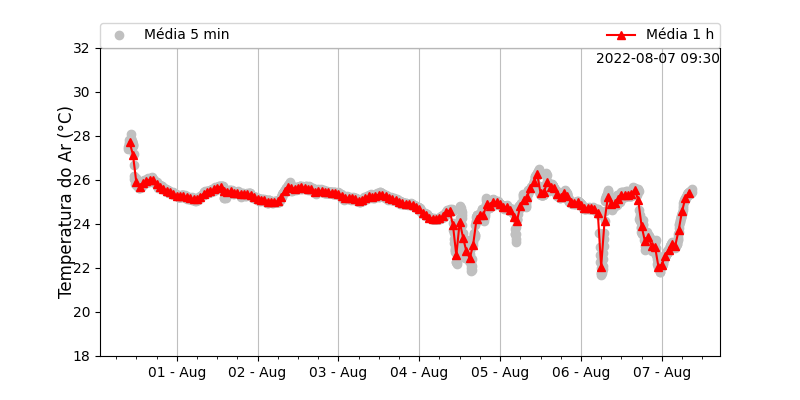 Média 5 min
Média 1 h
2022-08-07 09:30
Temperatura do Ar (°C)
32
30
28
26
24
22
20
18
01 - Aug
02 - Aug
03 - Aug
04 - Aug
05 - Aug
06 - Aug
07 - Aug